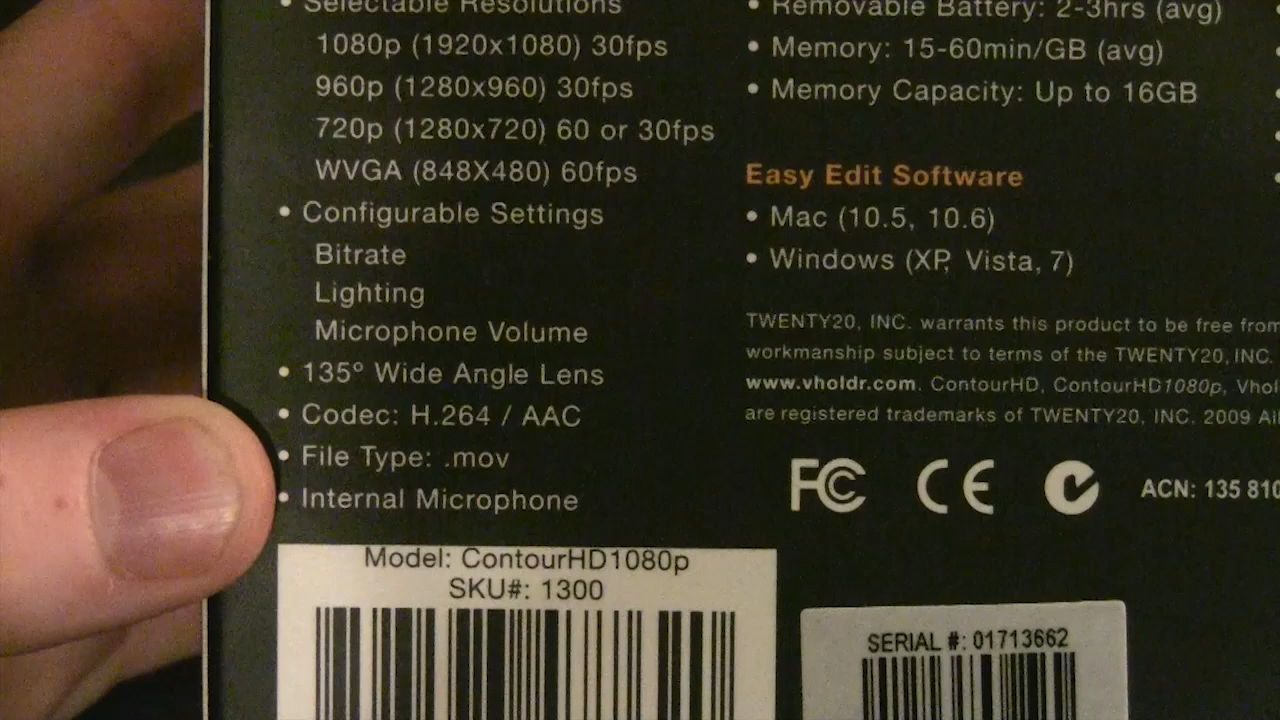 • Selectable Resolutions
1080p (1920x1080) 30fps
960p (1280x960) 30fps
720p (1280x720) 60 or 30fps
WVGA (848X480) 60fps
• Configurable Settings
Bitrate
Lighting
Microphone Volume
• 135º Wide Angle Lens
• Codec: H.264 / AAC
• File Type: .mov
• Internal Microphone
• Removable Battery: 2-3hrs (avg)
• Memory: 15-60min/GB (avg)
• Memory Capacity: Up to 16GB
Easy Edit Software
• Mac (10.5, 10.6)
• Windows (XP, Vista, 7)
TWENTY20, INC. warrants this product to be free from
workmanship subject to terms of the TWENTY20, INC.
www.vholdr.com. ContourHD, ContourHD1080p, Vhol
are registered trademarks of TWENTY20, INC. 2009 All
FC CE
ACN: 135 810
Model: ContourHD1080p
SKU#: 1300
SERIAL #: 01713662